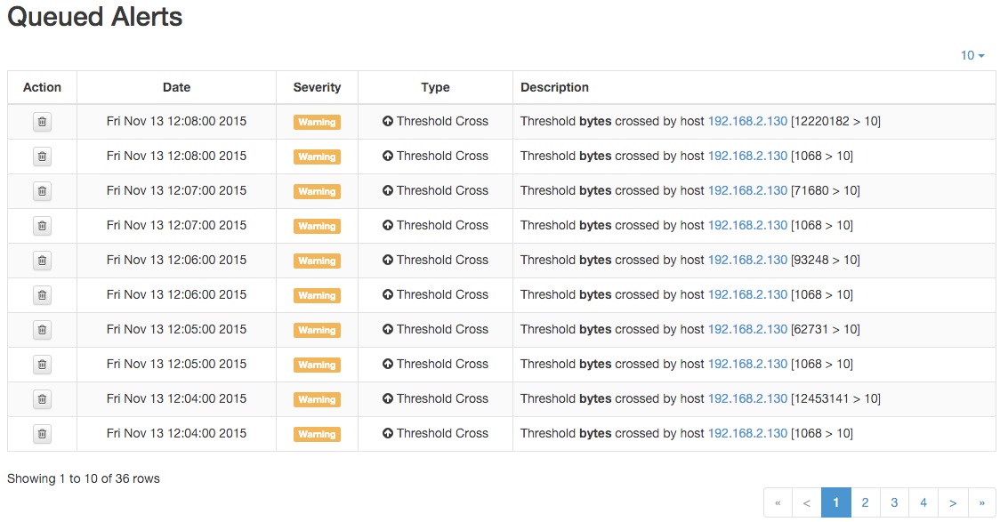 Queued Alerts
10
Action Date Severity Type Description
Fri Nov 13 12:08:00 2015 Warning Threshold Cross Threshold bytes crossed by host 192.168.2.130 [12220182 > 10]
Fri Nov 13 12:08:00 2015 Warning Threshold Cross Threshold bytes crossed by host 192.168.2.130 [1068 > 10]
Fri Nov 13 12:07:00 2015 Warning Threshold Cross Threshold bytes crossed by host 192.168.2.130 [71680 > 10]
Fri Nov 13 12:07:00 2015 Warning Threshold Cross Threshold bytes crossed by host 192.168.2.130 [1068 > 10]
Fri Nov 13 12:06:00 2015 Warning Threshold Cross Threshold bytes crossed by host 192.168.2.130 [93248 > 10]
Fri Nov 13 12:06:00 2015 Warning Threshold Cross Threshold bytes crossed by host 192.168.2.130 [1068 > 10]
Fri Nov 13 12:05:00 2015 Warning Threshold Cross Threshold bytes crossed by host 192.168.2.130 [62731 > 10]
Fri Nov 13 12:05:00 2015 Warning Threshold Cross Threshold bytes crossed by host 192.168.2.130 [1068 > 10]
Fri Nov 13 12:04:00 2015 Warning Threshold Cross Threshold bytes crossed by host 192.168.2.130 [12453141 > 10]
Fri Nov 13 12:04:00 2015 Warning Threshold Cross Threshold bytes crossed by host 192.168.2.130 [1068 > 10]
Showing 1 to 10 of 36 rows
« < 1 2 3 4 > »